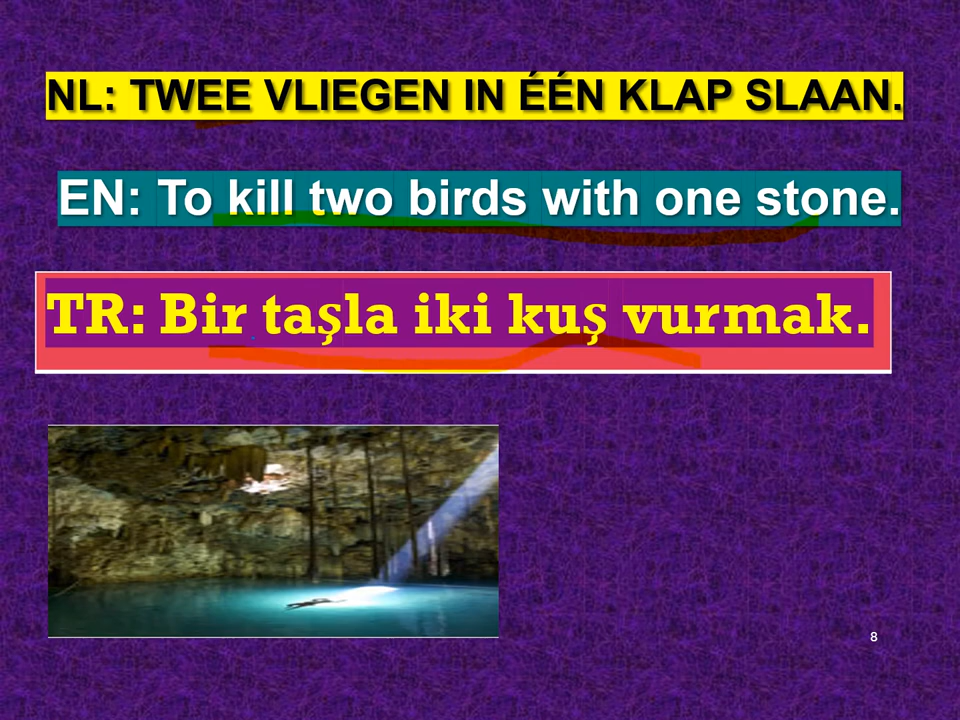 NL: TWEE VLIEGEN IN ÉÉN KLAP SLAAN.
EN: To kill two birds with one stone.
TR: Bir taşla iki kuş vurmak.
8